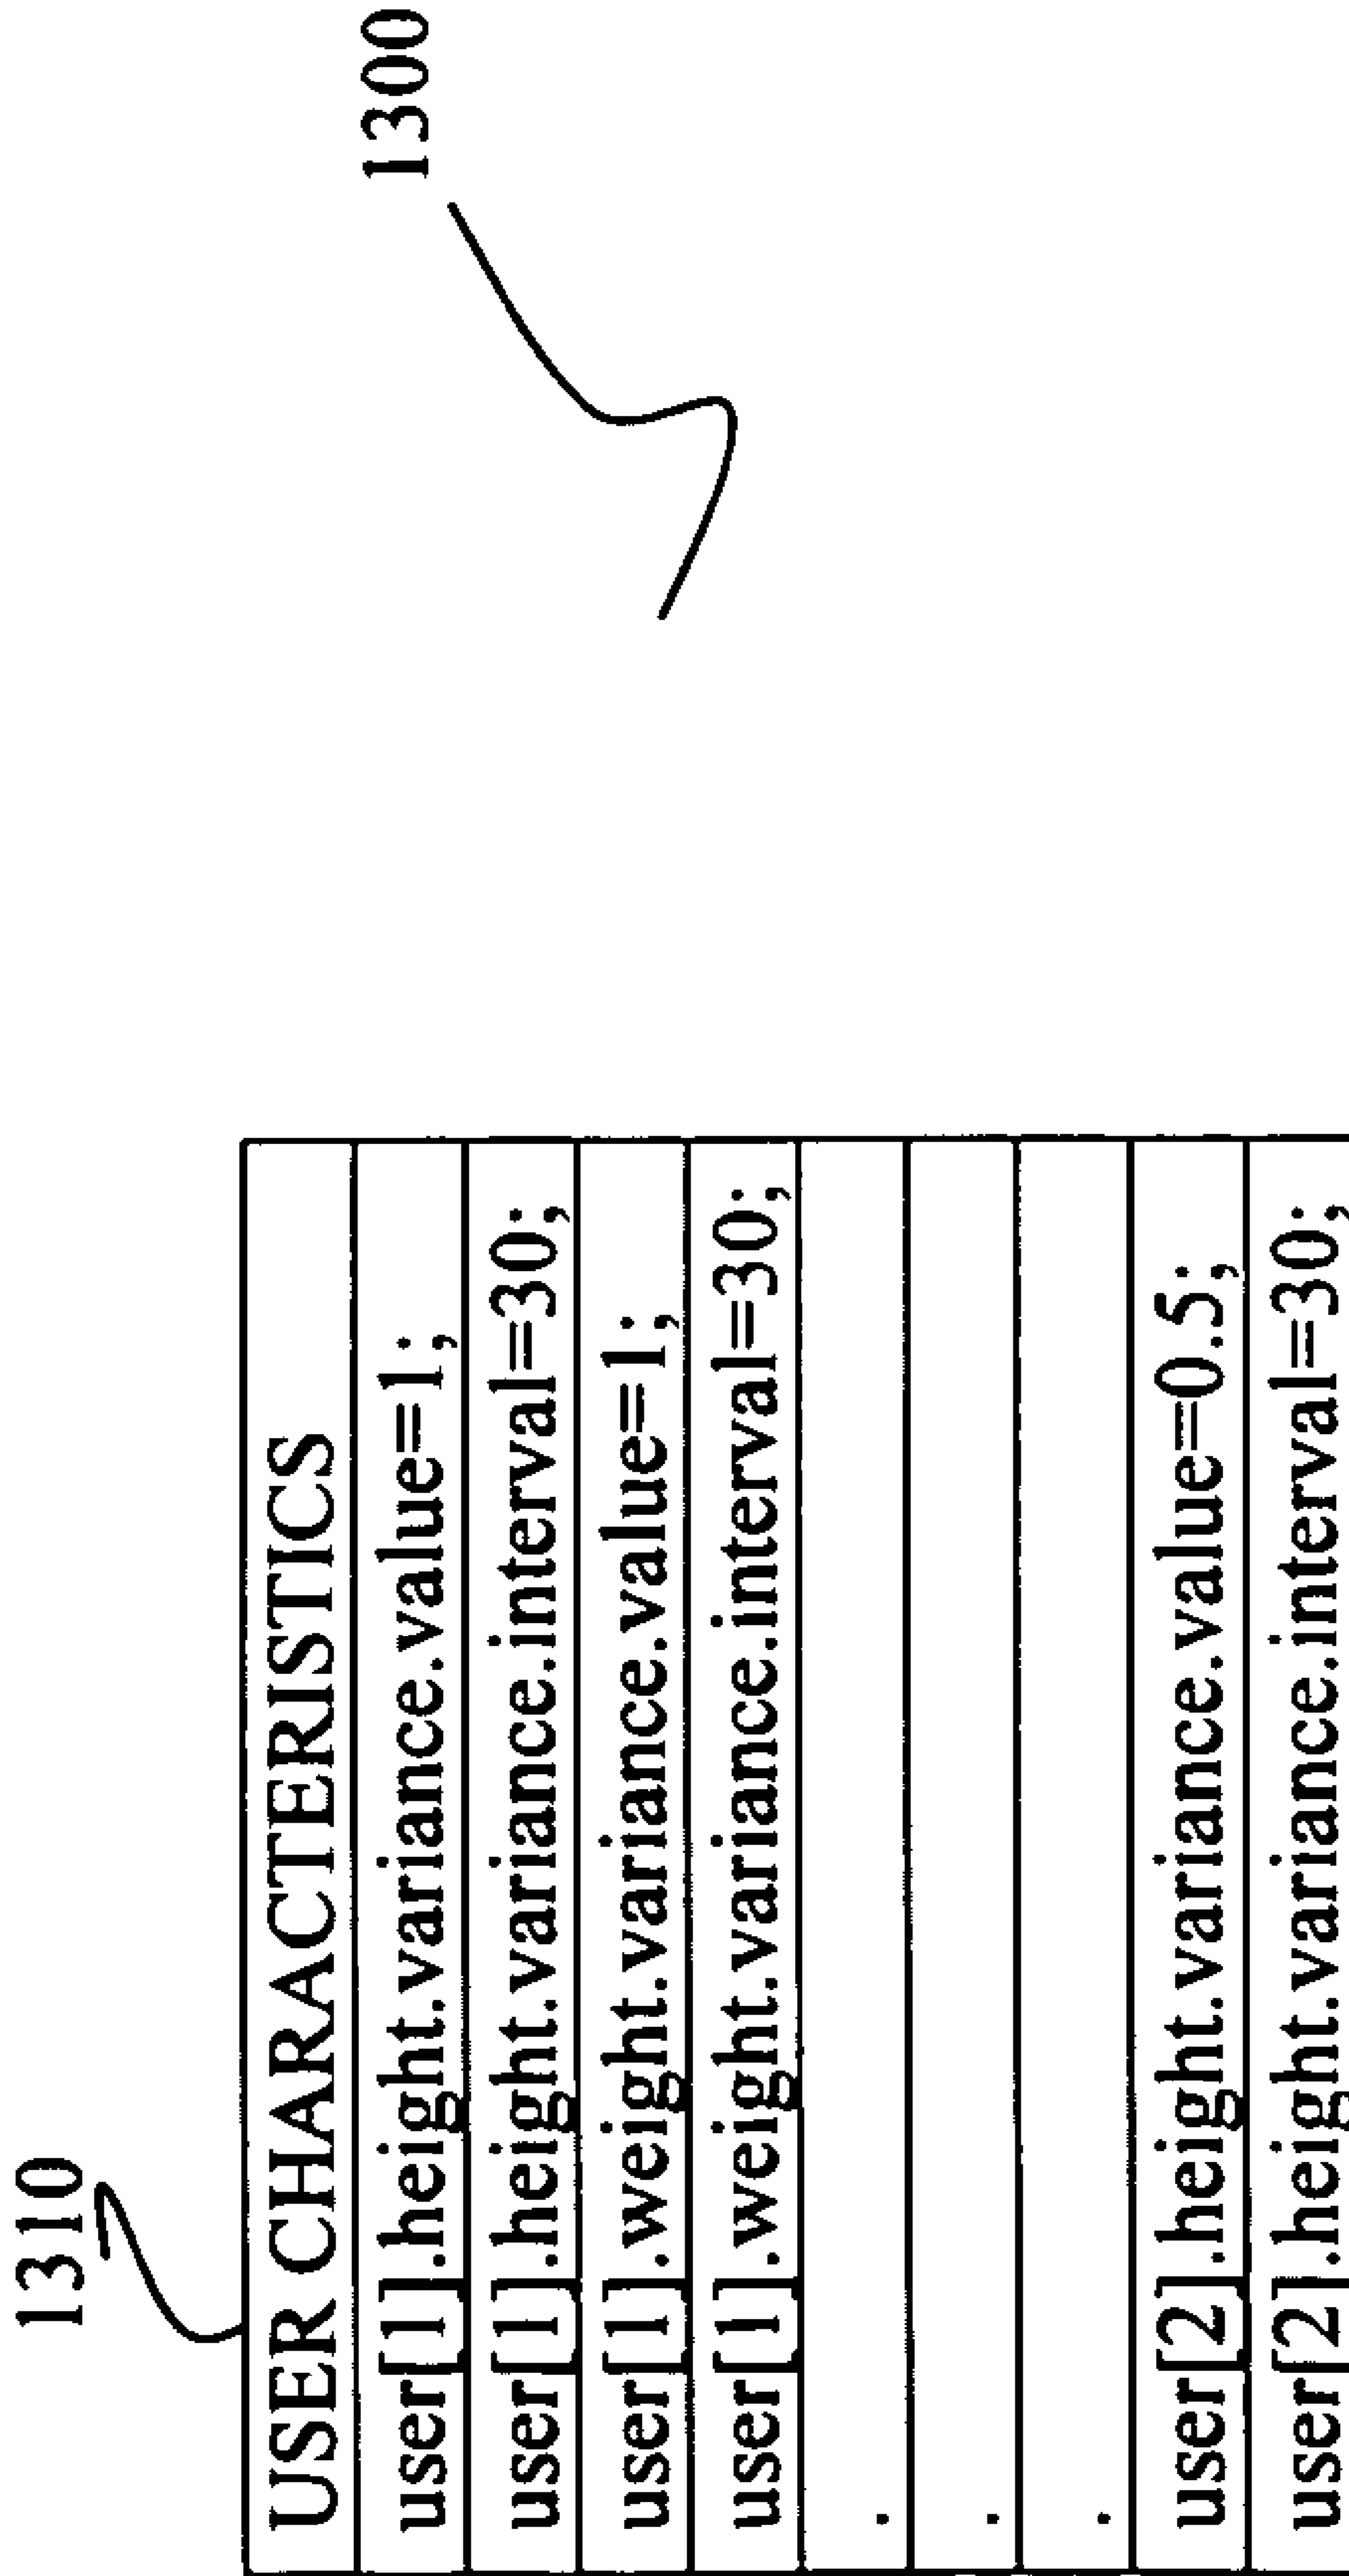 1300
1310
USER CHARACTERISTICS
user[1].height.variance.value=1;
user[1].height.variance.interval=30;
user[1].weight.variance.value=1;
user[1].weight.variance.interval=30;
.
.
.
user[2].height.variance.value=0.5;
user[2].height.variance.interval=30;